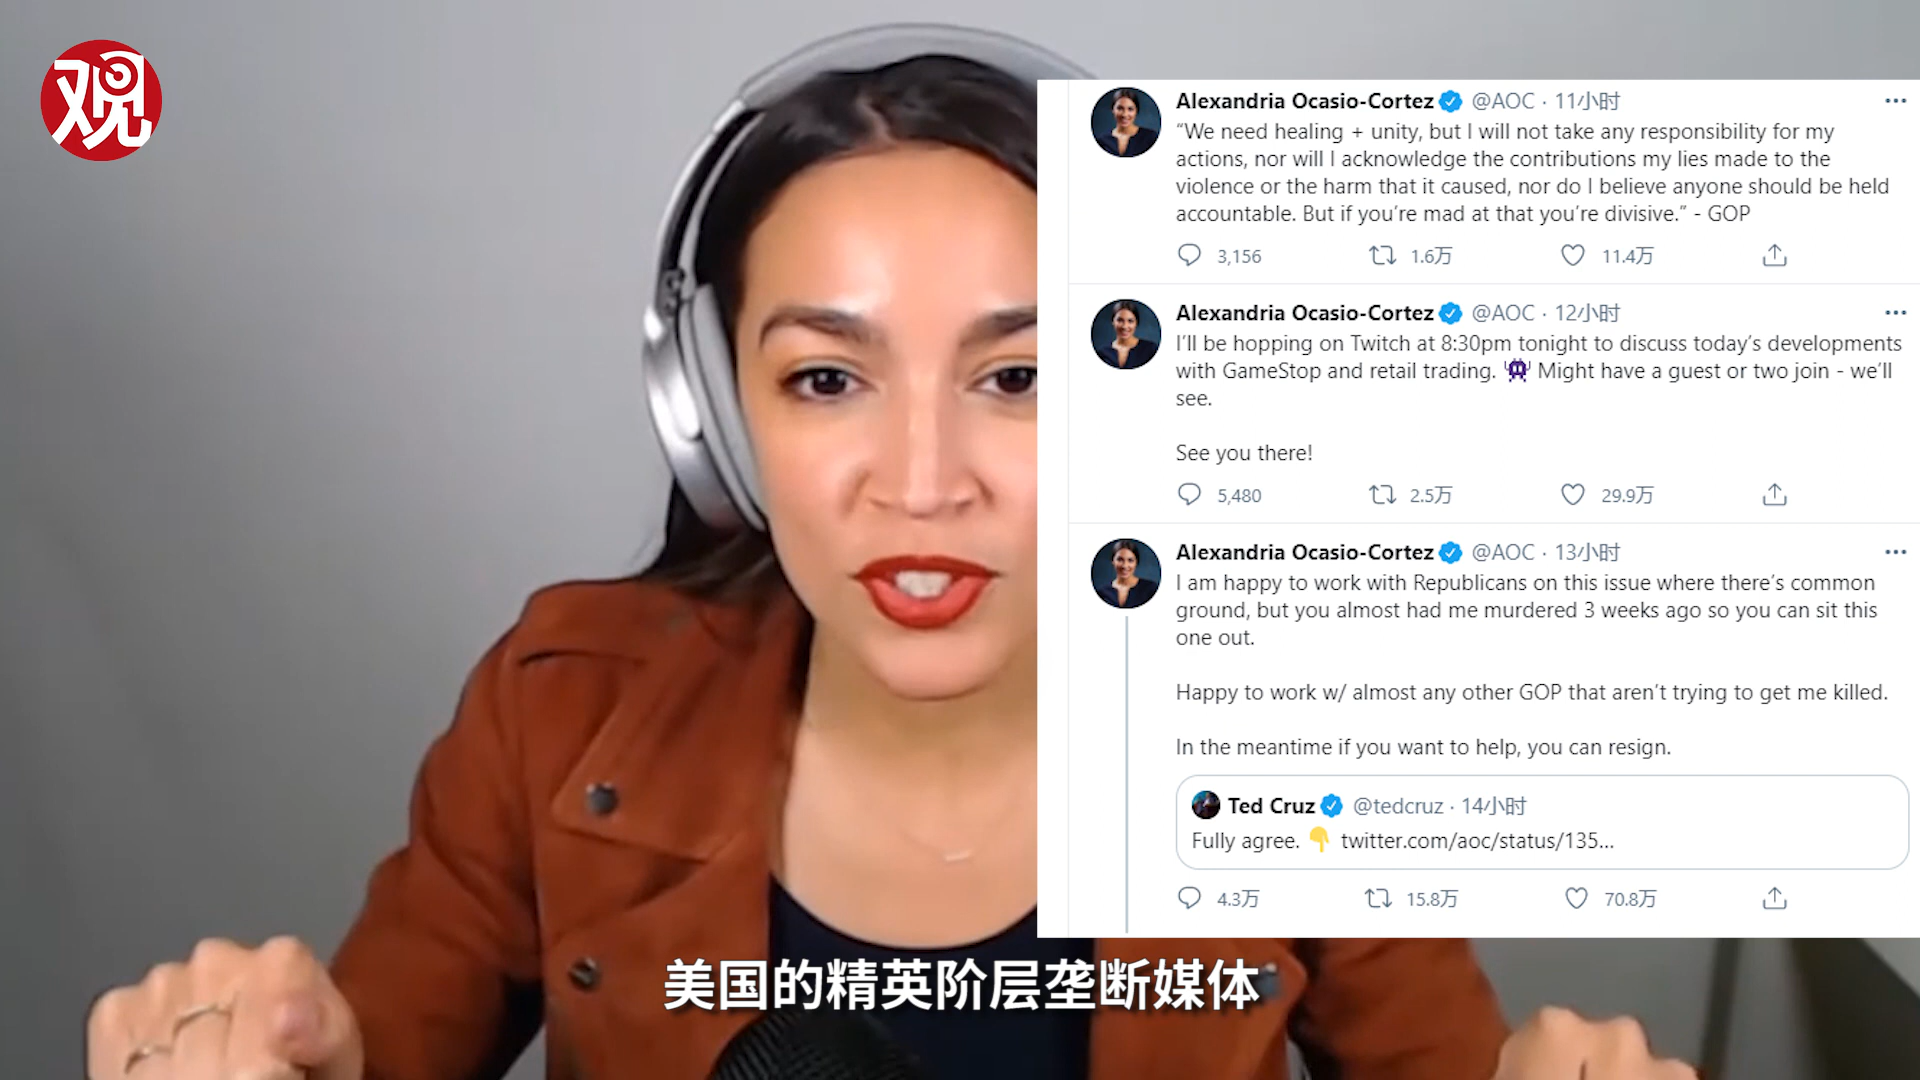 观
Alexandria Ocasio-Cortez @AOC · 11小时
“We need healing + unity, but I will not take any responsibility for my
actions, nor will I acknowledge the contributions my lies made to the
violence or the harm that it caused, nor do I believe anyone should be held
accountable. But if you’re mad at that you’re divisive.” - GOP
3,156 1.6万 11.4万
Alexandria Ocasio-Cortez @AOC · 12小时
I’ll be hopping on Twitch at 8:30pm tonight to discuss today’s developments
with GameStop and retail trading. 👾 Might have a guest or two join - we’ll
see.
See you there!
5,480 2.5万 29.9万
Alexandria Ocasio-Cortez @AOC · 13小时
I am happy to work with Republicans on this issue where there’s common
ground, but you almost had me murdered 3 weeks ago so you can sit this
one out.
Happy to work w/ almost any other GOP that aren’t trying to get me killed.
In the meantime if you want to help, you can resign.
Ted Cruz @tedcruz · 14小时
Fully agree. 👇 twitter.com/aoc/status/135...
4.3万 15.8万 70.8万
美国的精英阶层垄断媒体